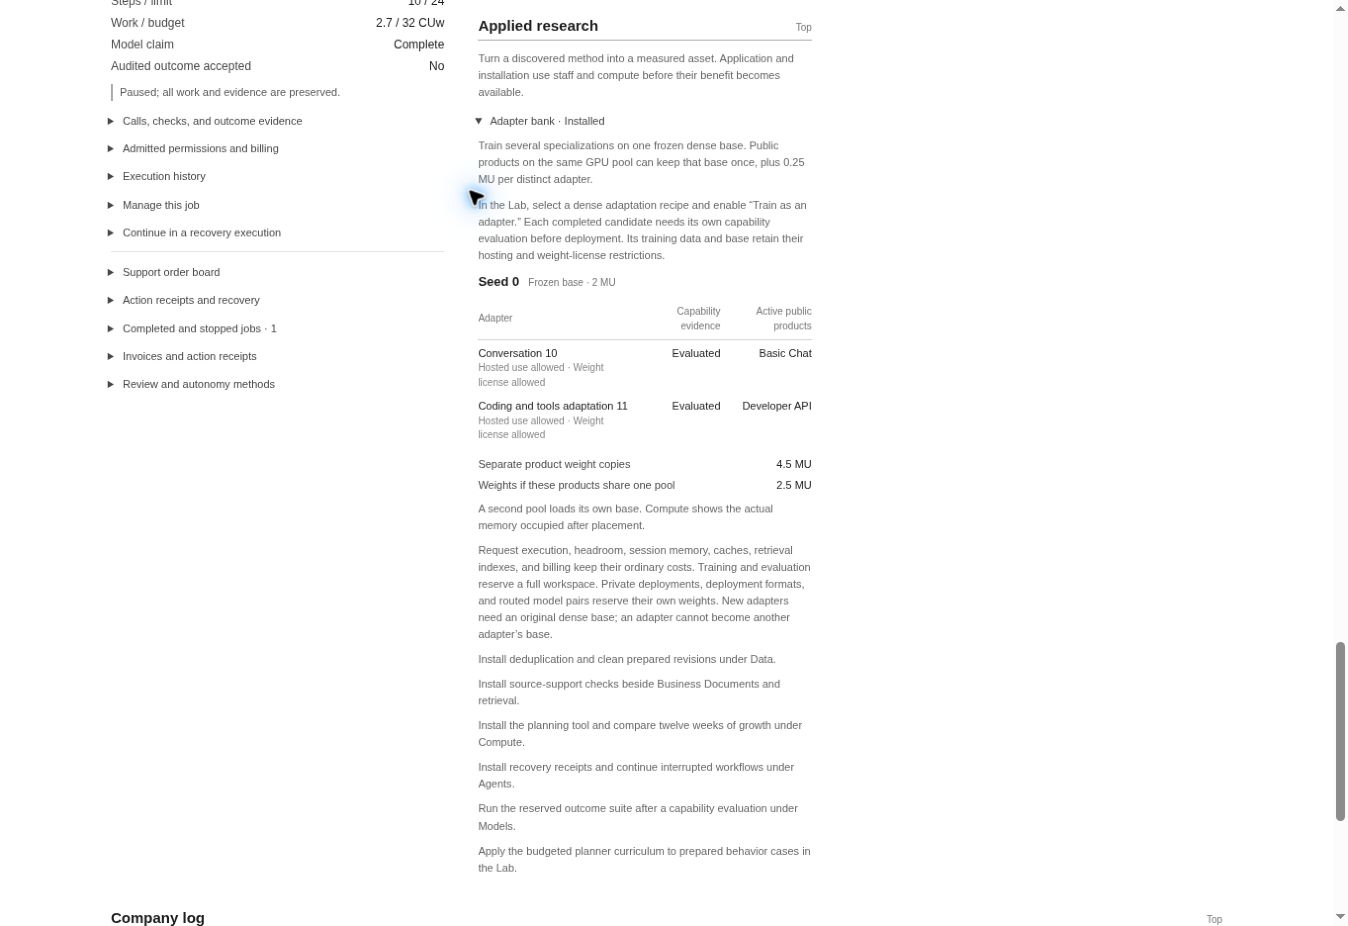 Steps / limit 10 / 24
Work / budget 2.7 / 32 CUw
Model claim Complete
Audited outcome accepted No
Paused; all work and evidence are preserved.
Calls, checks, and outcome evidence
Admitted permissions and billing
Execution history
Manage this job
Continue in a recovery execution
Support order board
Action receipts and recovery
Completed and stopped jobs · 1
Invoices and action receipts
Review and autonomy methods
Applied research Top
Turn a discovered method into a measured asset. Application and
installation use staff and compute before their benefit becomes
available.
Adapter bank · Installed
Train several specializations on one frozen dense base. Public
products on the same GPU pool can keep that base once, plus 0.25
MU per distinct adapter.
In the Lab, select a dense adaptation recipe and enable “Train as an
adapter.” Each completed candidate needs its own capability
evaluation before deployment. Its training data and base retain their
hosting and weight-license restrictions.
Seed 0 Frozen base · 2 MU
Adapter Capability evidence Active public products
Conversation 10 Evaluated Basic Chat
Hosted use allowed · Weight
license allowed
Coding and tools adaptation 11 Evaluated Developer API
Hosted use allowed · Weight
license allowed
Separate product weight copies 4.5 MU
Weights if these products share one pool 2.5 MU
A second pool loads its own base. Compute shows the actual
memory occupied after placement.
Request execution, headroom, session memory, caches, retrieval
indexes, and billing keep their ordinary costs. Training and evaluation
reserve a full workspace. Private deployments, deployment formats,
and routed model pairs reserve their own weights. New adapters
need an original dense base; an adapter cannot become another
adapter’s base.
Install deduplication and clean prepared revisions under Data.
Install source-support checks beside Business Documents and
retrieval.
Install the planning tool and compare twelve weeks of growth under
Compute.
Install recovery receipts and continue interrupted workflows under
Agents.
Run the reserved outcome suite after a capability evaluation under
Models.
Apply the budgeted planner curriculum to prepared behavior cases in
the Lab.
Company log Top